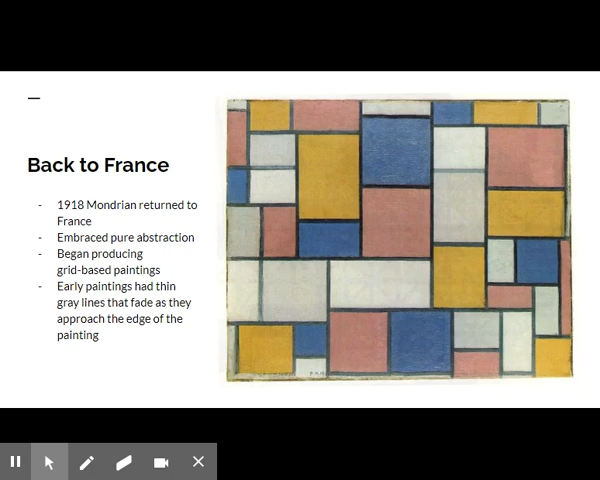 Back to France
- 1918 Mondrian returned to
France
- Embraced pure abstraction
- Began producing
grid-based paintings
- Early paintings had thin
gray lines that fade as they
approach the edge of the
painting